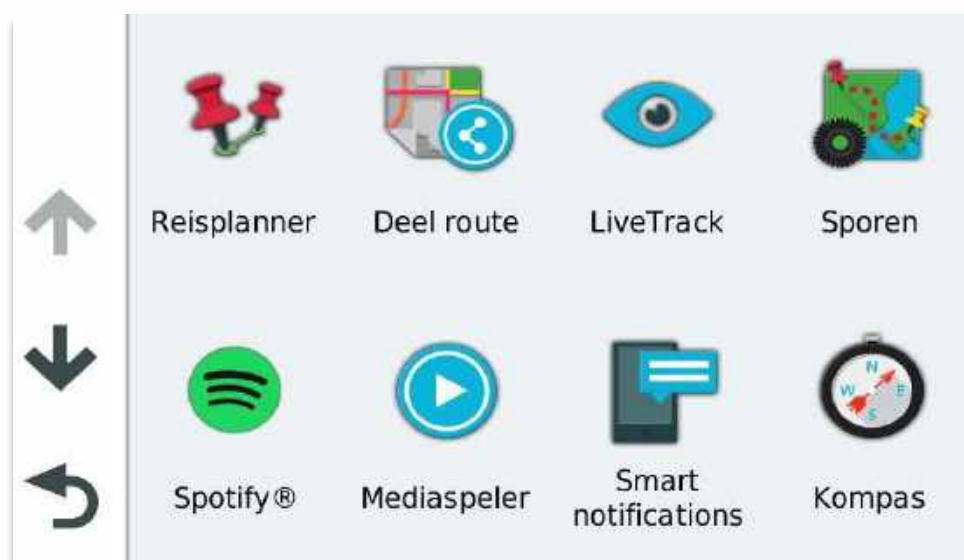 Reisplanner
Deel route
LiveTrack
Sporen
Spotify®
Mediaspeler
Smart
notifications
Kompas
N
W
E
S